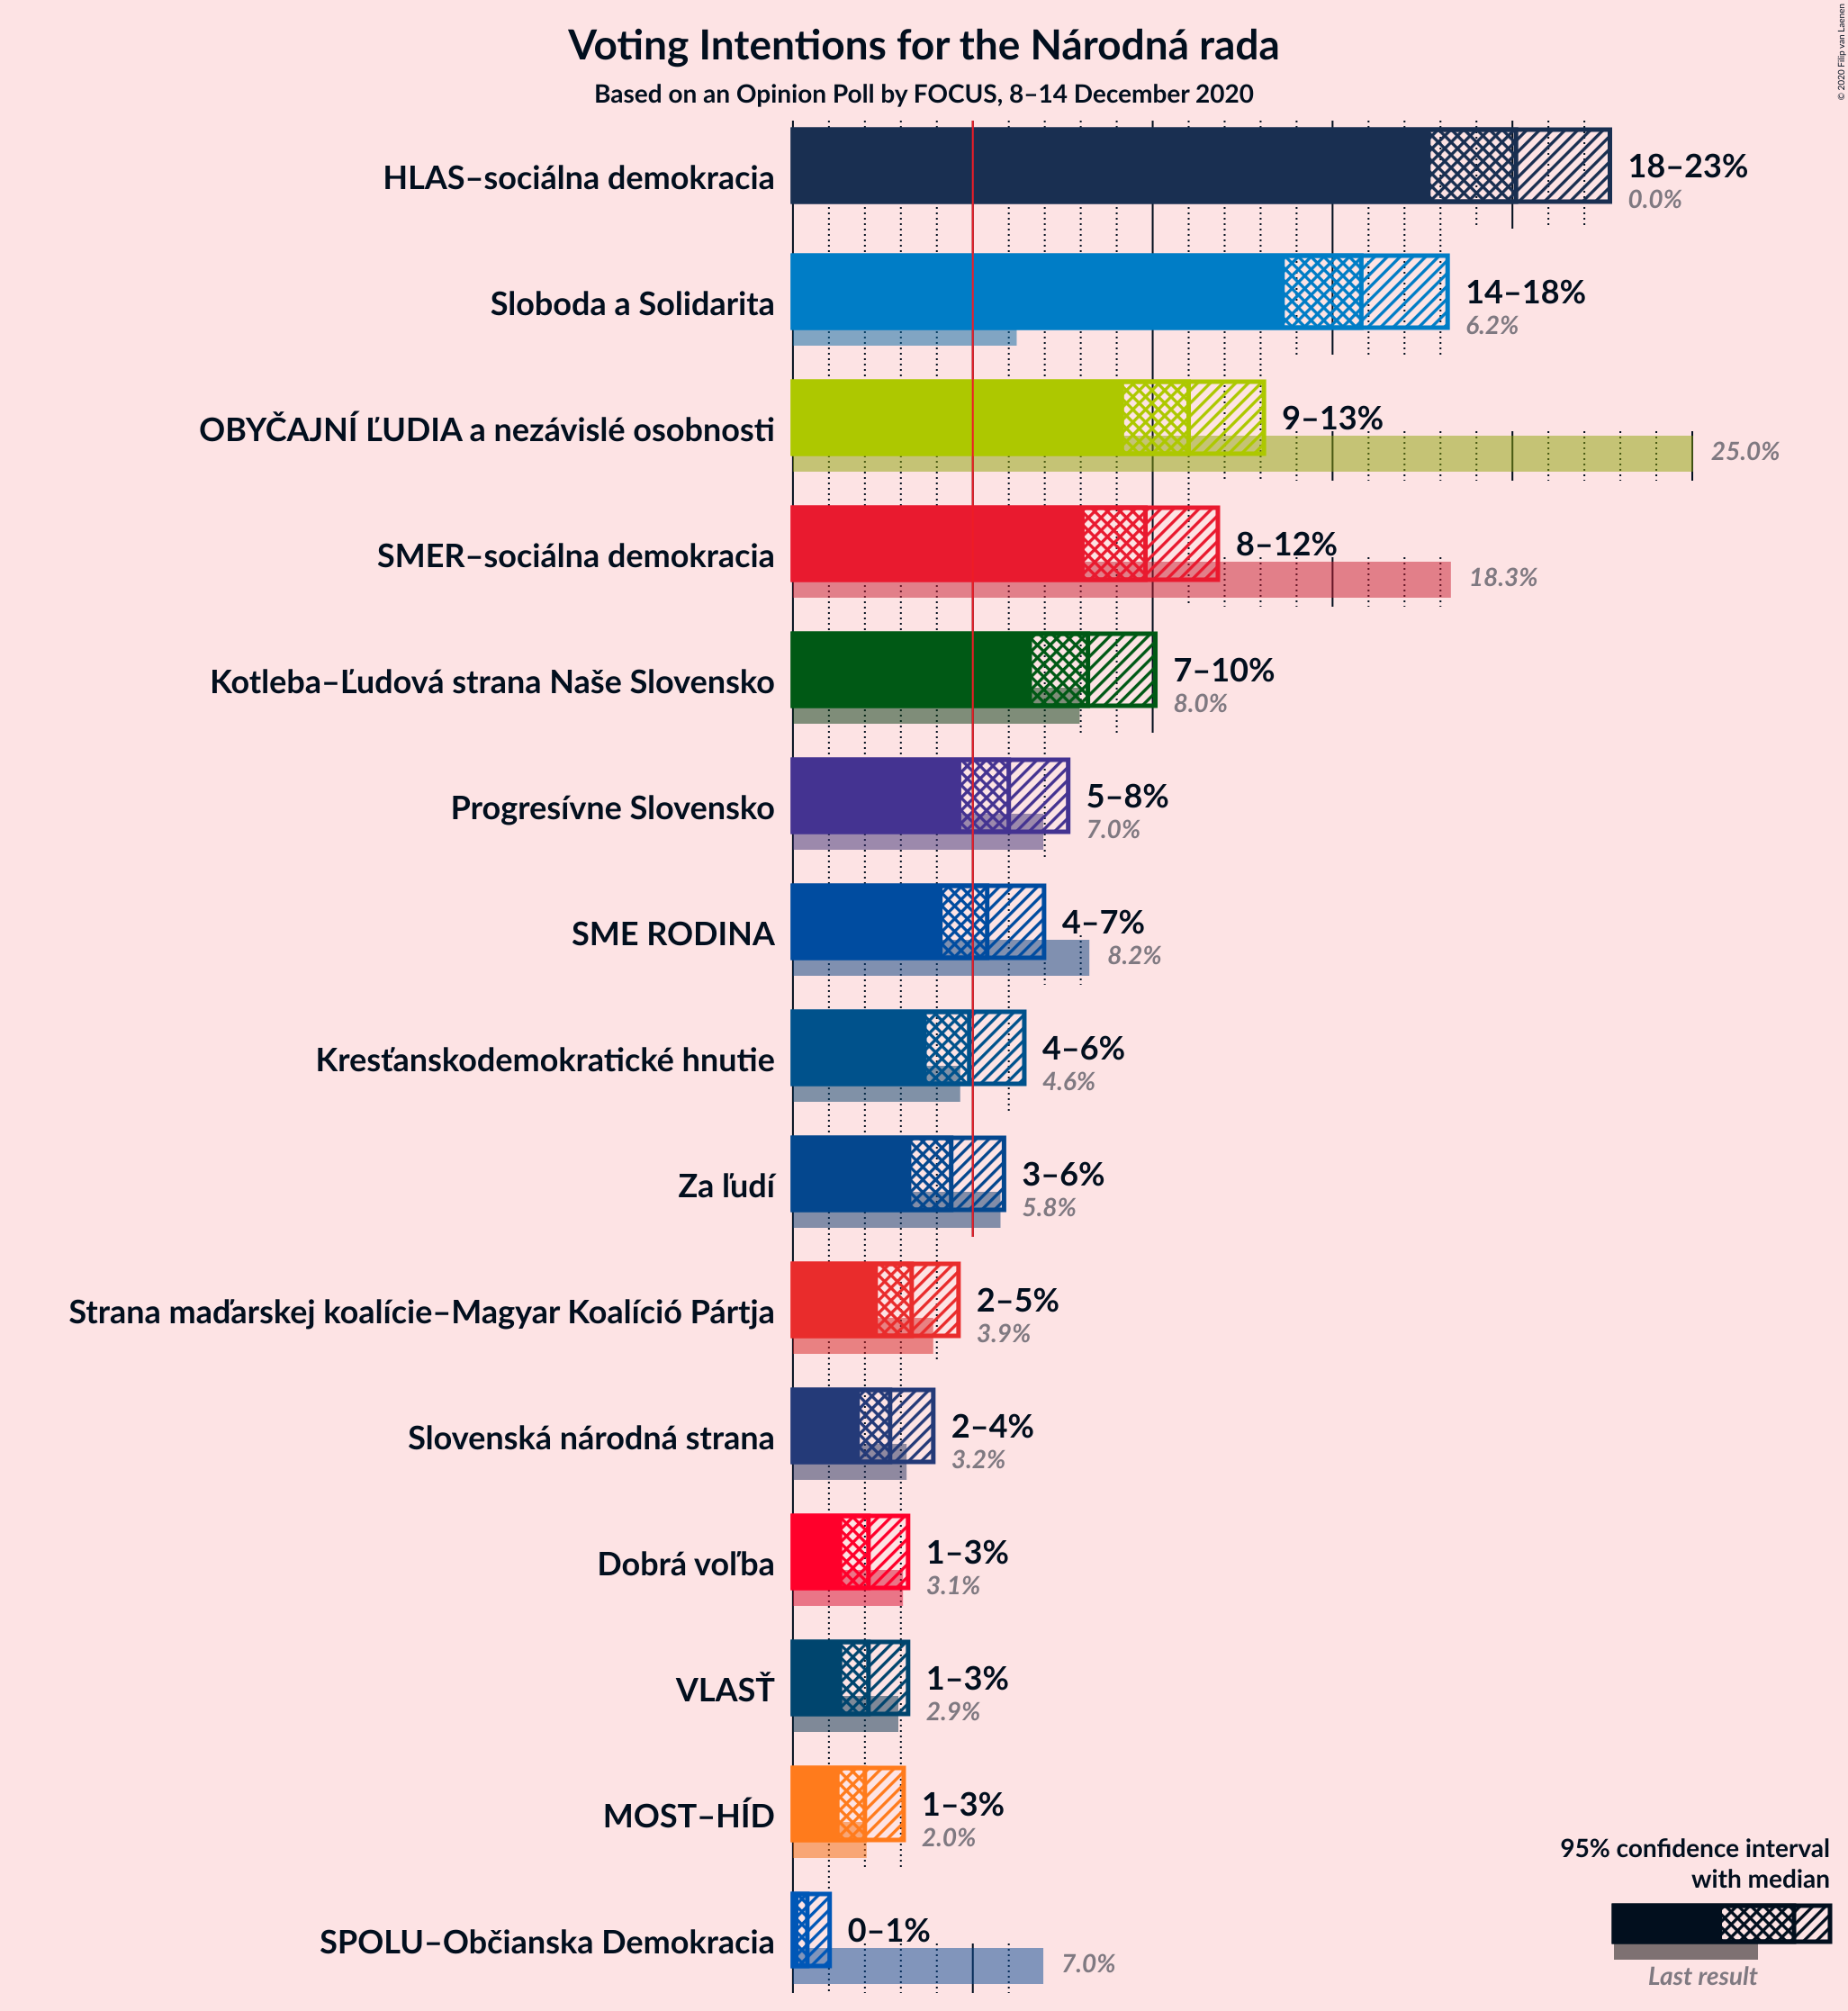 Voting Intentions for the Národná rada
Based on an Opinion Poll by FOCUS, 8–14 December 2020
© 2020 Filip van Laenen
HLAS–sociálna demokracia
18–23%
0.0%
Sloboda a Solidarita
14–18%
6.2%
OBYČAJNÍ ĽUDIA a nezávislé osobnosti
9–13%
25.0%
SMER–sociálna demokracia
8–12%
18.3%
Kotleba–Ľudová strana Naše Slovensko
7–10%
8.0%
Progresívne Slovensko
5–8%
7.0%
SME RODINA
4–7%
8.2%
Kresťanskodemokratické hnutie
4–6%
4.6%
Za ľudí
3–6%
5.8%
Strana maďarskej koalície–Magyar Koalíció Pártja
2–5%
3.9%
Slovenská národná strana
2–4%
3.2%
Dobrá voľba
1–3%
3.1%
VLASŤ
1–3%
2.9%
MOST–HÍD
1–3%
2.0%
SPOLU–Občianska Demokracia
0–1%
7.0%
95% confidence interval
with median
Last result